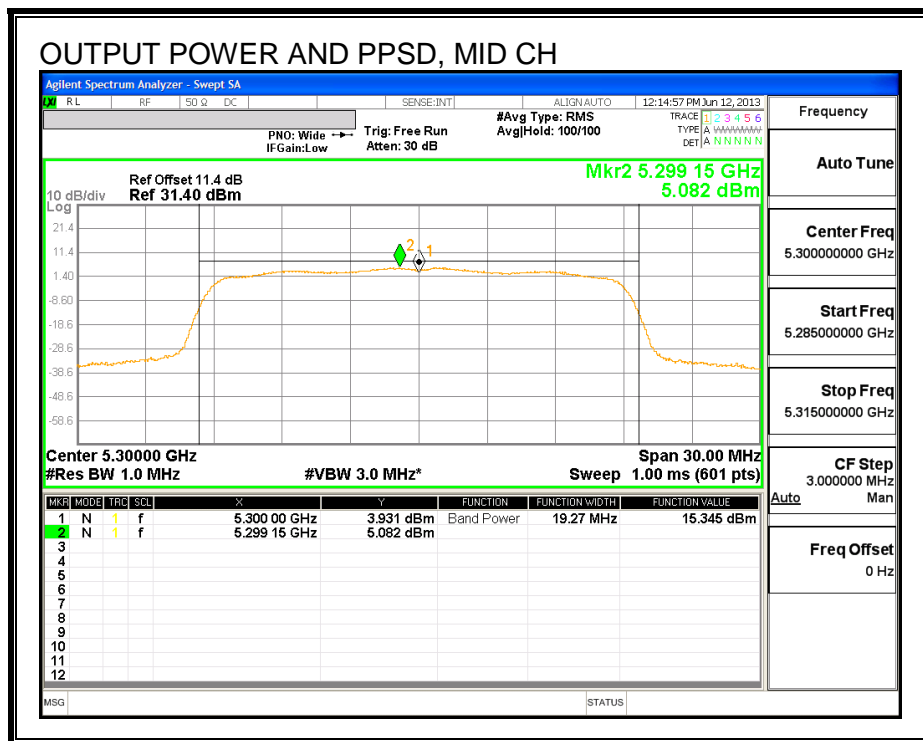 OUTPUT POWER AND PPSD, MID CH
Agilent Spectrum Analyzer - Swept SA
LXI RL RF 50 Ω DC SENSE:INT ALIGN AUTO 12:14:57 PM Jun 12, 2013
PNO: Wide
IFGain:Low
Trig: Free Run
Atten: 30 dB
#Avg Type: RMS
Avg|Hold: 100/100
TRACE 1 2 3 4 5 6
TYPE A WWWWW
DET A N N N N N
Mkr2 5.299 15 GHz
5.082 dBm
Ref Offset 11.4 dB
10 dB/div Ref 31.40 dBm
Log
21.4
11.4
1.40
-8.60
-18.6
-28.6
-38.6
-48.6
-58.6
2
1
Center 5.30000 GHz Span 30.00 MHz
#Res BW 1.0 MHz #VBW 3.0 MHz* Sweep 1.00 ms (601 pts)
MKR MODE TRC SCL X Y FUNCTION FUNCTION WIDTH FUNCTION VALUE
1 N 1 f 5.300 00 GHz 3.931 dBm Band Power 19.27 MHz 15.345 dBm
2 N 1 f 5.299 15 GHz 5.082 dBm
3
4
5
6
7
8
9
10
11
12
MSG STATUS
Frequency
Auto Tune
Center Freq
5.300000000 GHz
Start Freq
5.285000000 GHz
Stop Freq
5.315000000 GHz
CF Step
3.000000 MHz
Auto Man
Freq Offset
0 Hz